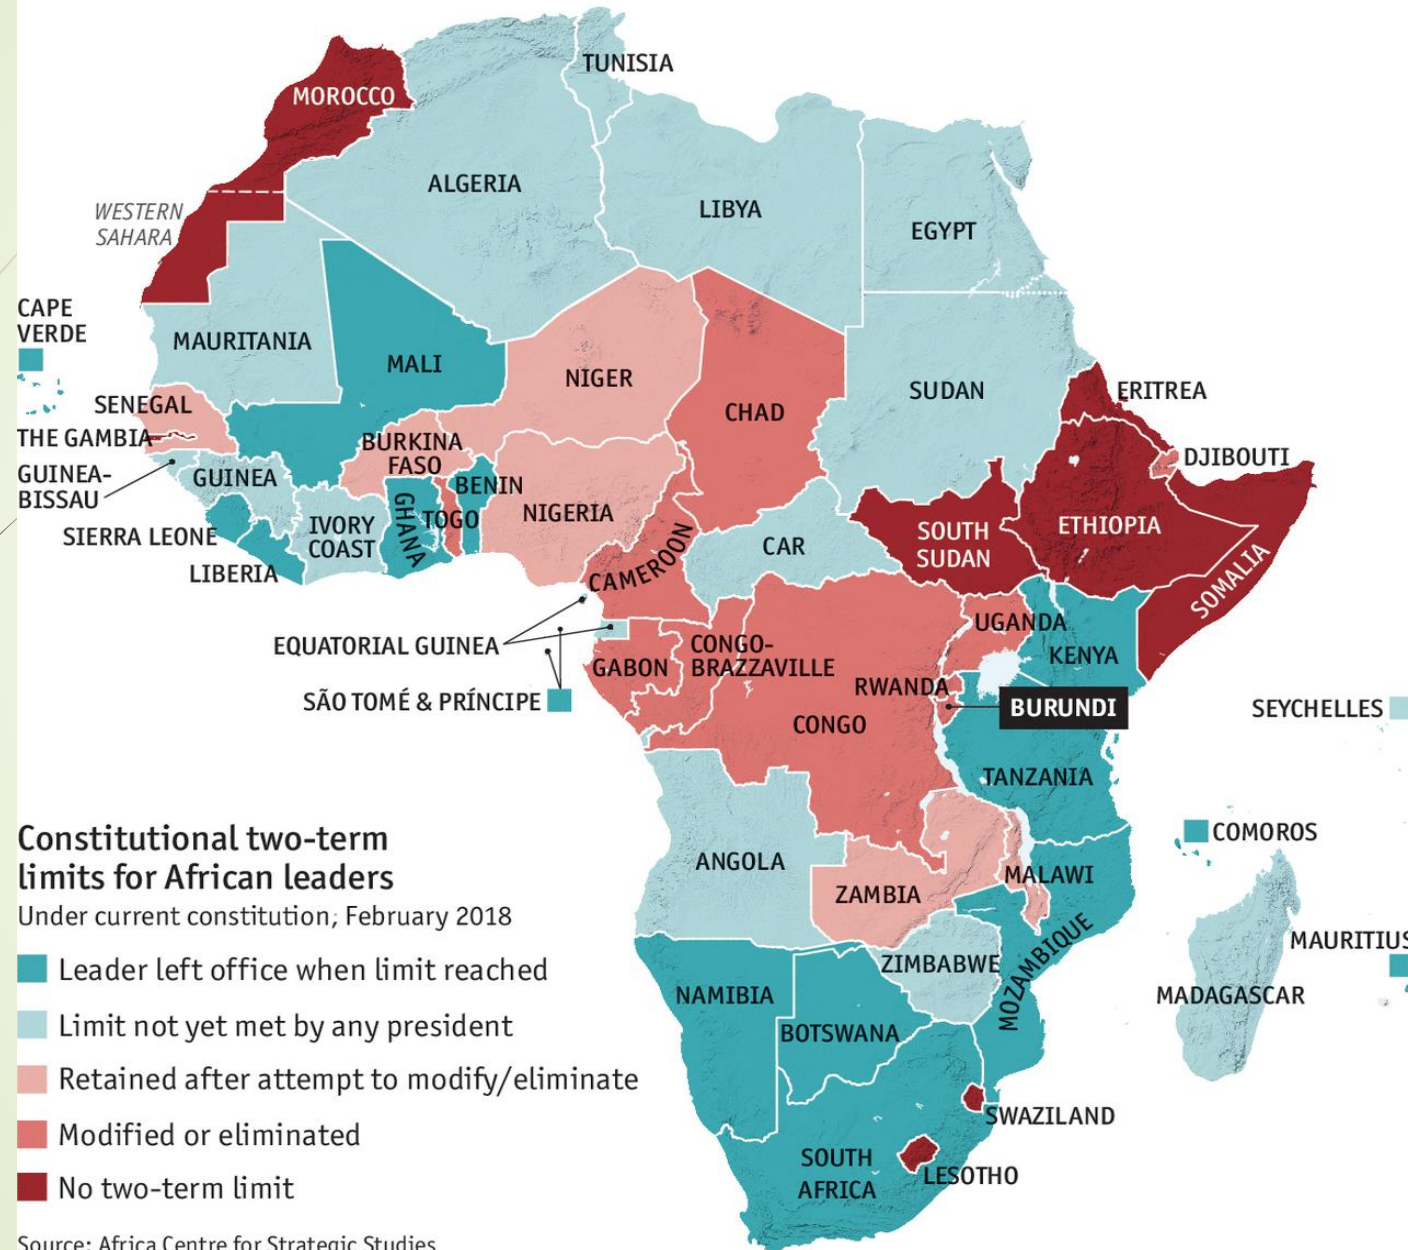 TUNISIA
MOROCCO
ALGERIA
LIBYA
EGYPT
WESTERN
SAHARA
CAPE
VERDE
MAURITANIA
MALI
NIGER
CHAD
SUDAN
ERITREA
SENEGAL
THE GAMBIA
GUINEA-
BISSAU
GUINEA
BURKINA
FASO
BENIN
NIGERIA
DJIBOUTI
SIERRA LEONE
IVORY
COAST
GHANA
TOGO
CAR
SOUTH
SUDAN
ETHIOPIA
SOMALIA
LIBERIA
CAMEROON
EQUATORIAL GUINEA
GABON
CONGO-
BRAZZAVILLE
UGANDA
KENYA
RWANDA
SÃO TOMÉ & PRÍNCIPE
CONGO
BURUNDI
SEYCHELLES
TANZANIA
COMOROS
ANGOLA
ZAMBIA
MALAWI
MOZAMBIQUE
ZIMBABWE
MAURITIUS
MADAGASCAR
NAMIBIA
BOTSWANA
SWAZILAND
SOUTH
AFRICA
LESOTHO
Constitutional two-term
limits for African leaders
Under current constitution; February 2018
Leader left office when limit reached
Limit not yet met by any president
Retained after attempt to modify/eliminate
Modified or eliminated
No two-term limit
Source: Africa Centre for Strategic Studies